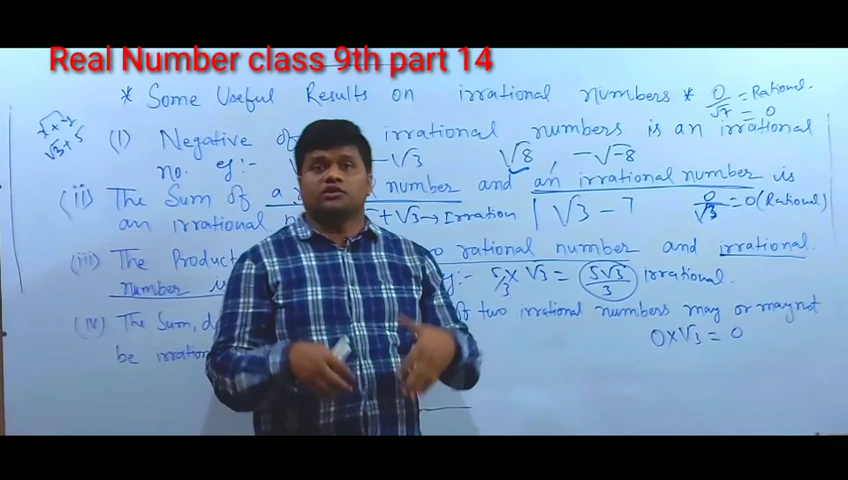 Real Number class 9th part 14
* Some Useful Results on irrational numbers *
0/√7 = Rational.
= 0
√x + y
√3 + 5
(i) Negative of irrational numbers is an irrational
no. eg:- -√3 √8 , -√-8
(ii) The Sum of a number and an irrational number is
an irrational + √3 → Irration | √3 - 7 0/√3 = 0 (Rational)
(iii) The Product rational number and irrational
number :- 5/3 × √3 = 5√3/3 irrational.
(iv) The Sum, of two irrational numbers may or may not
be irration 0×√3 = 0